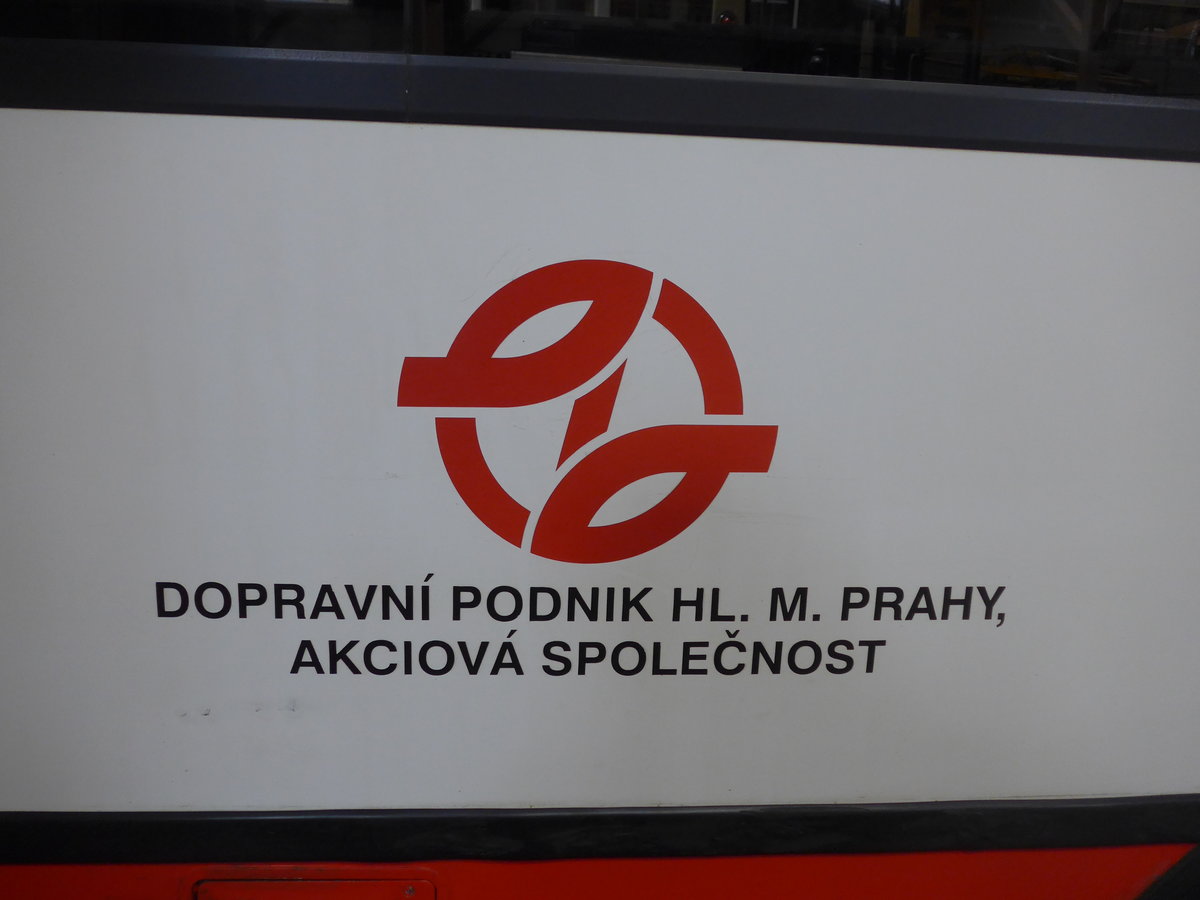 DOPRAVNÍ PODNIK HL. M. PRAHY,
AKCIOVÁ SPOLEČNOST